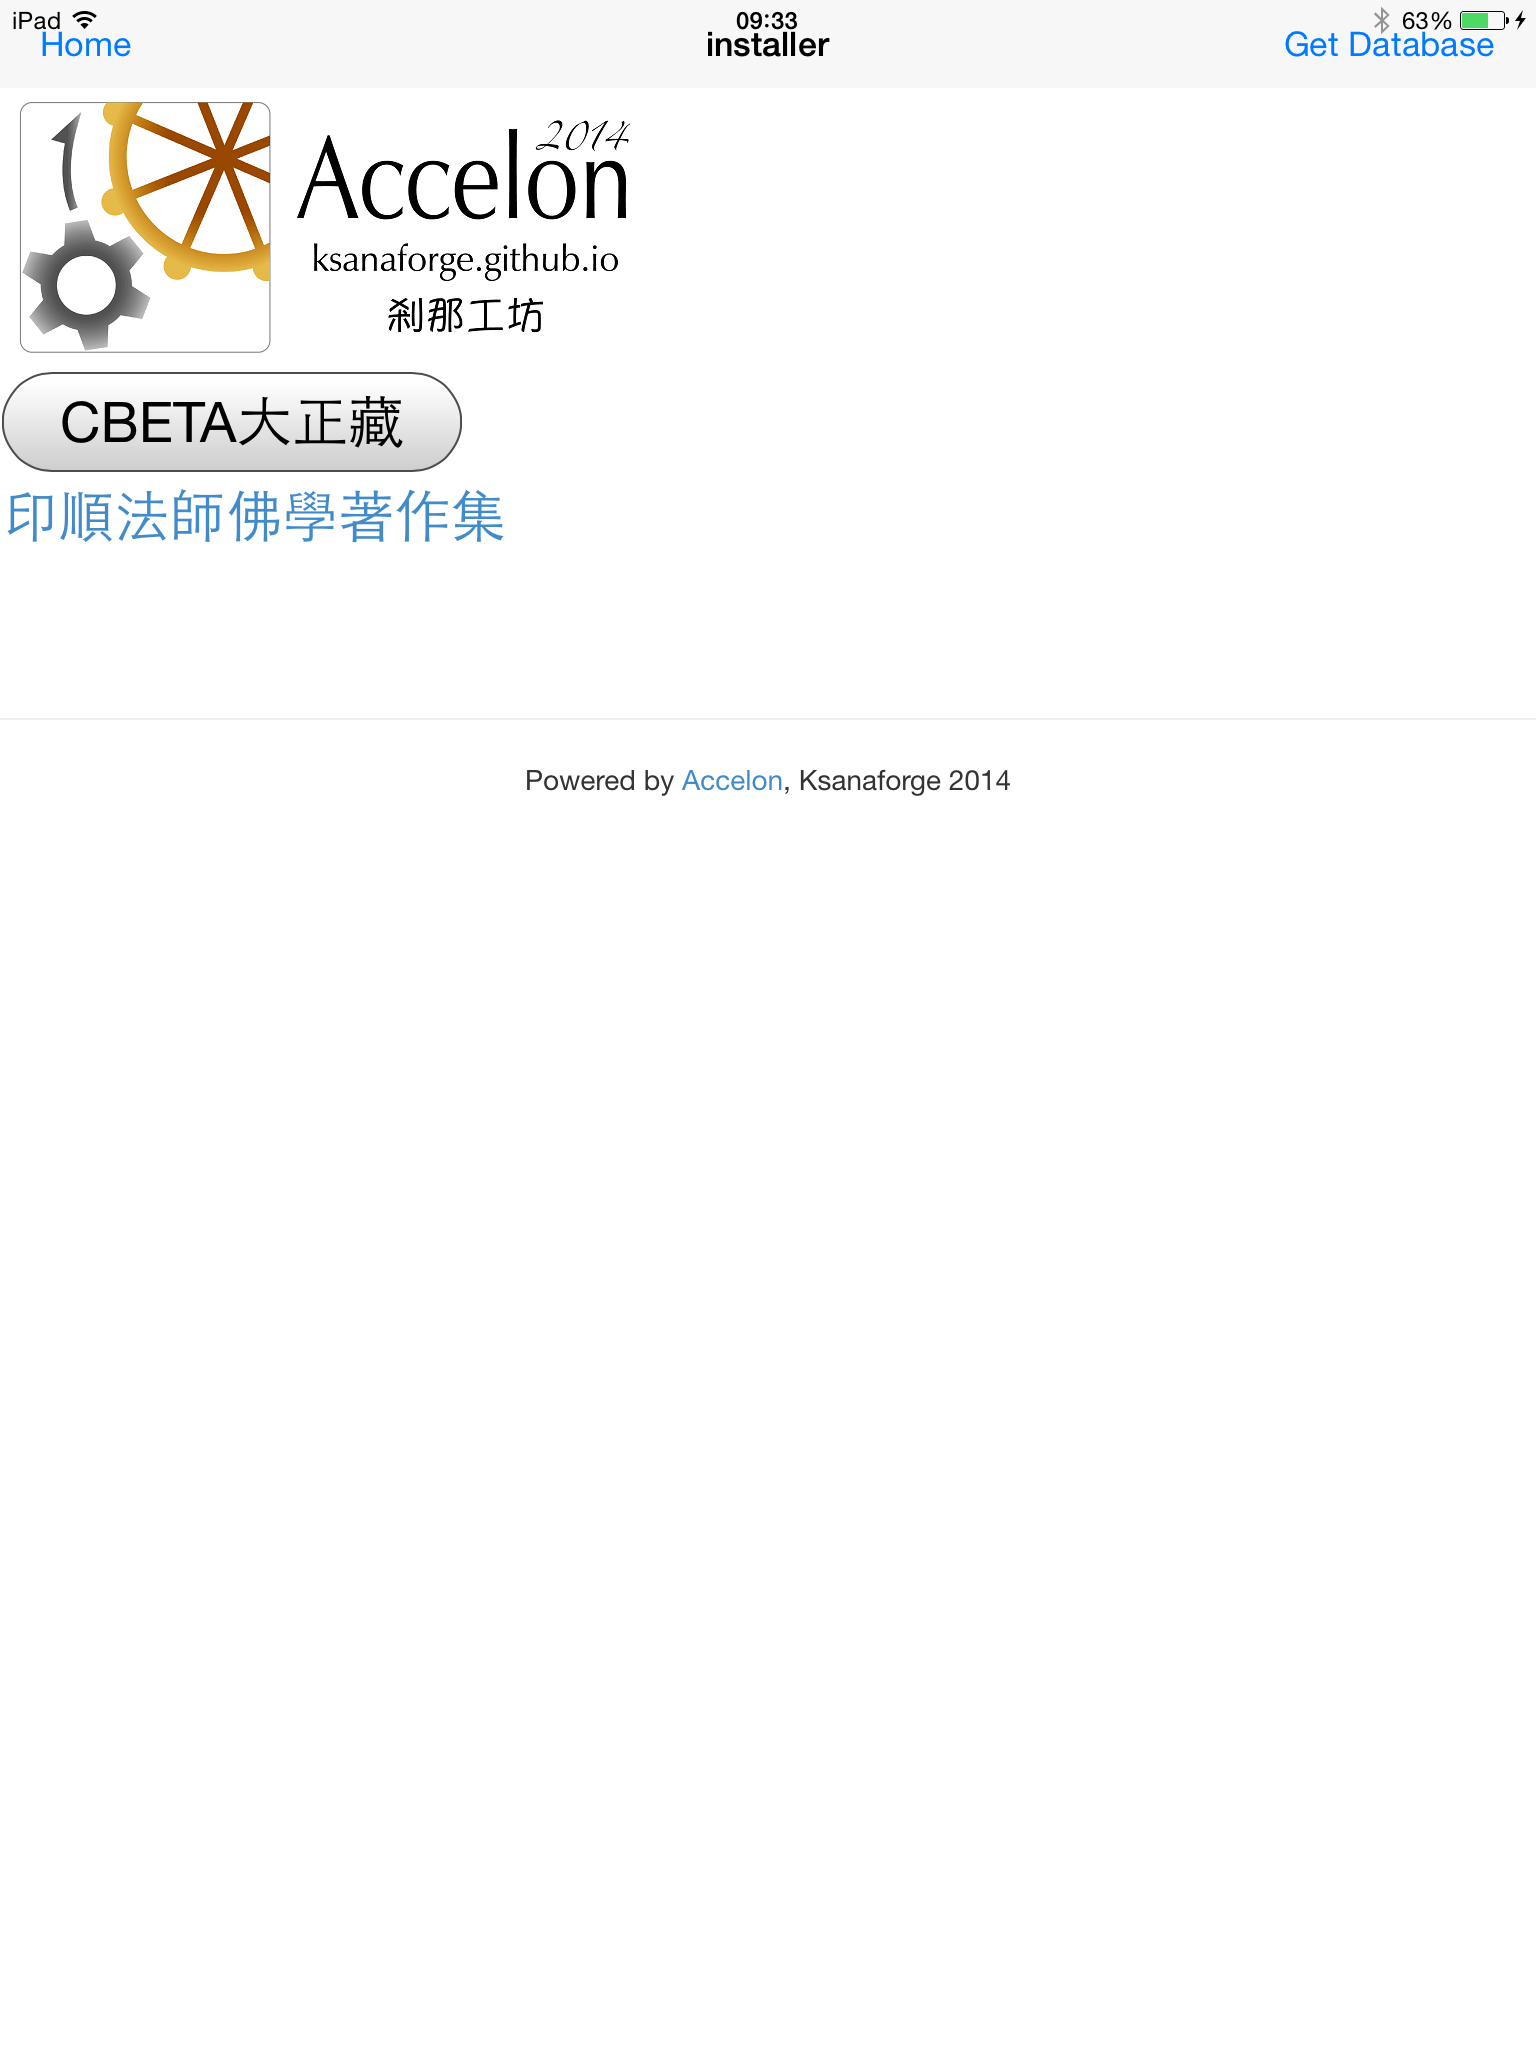 iPad 09:33 63%
Home installer Get Database
2014
Accelon
ksanaforge.github.io
剎那工坊
CBETA大正藏
印順法師佛學著作集
Powered by Accelon, Ksanaforge 2014